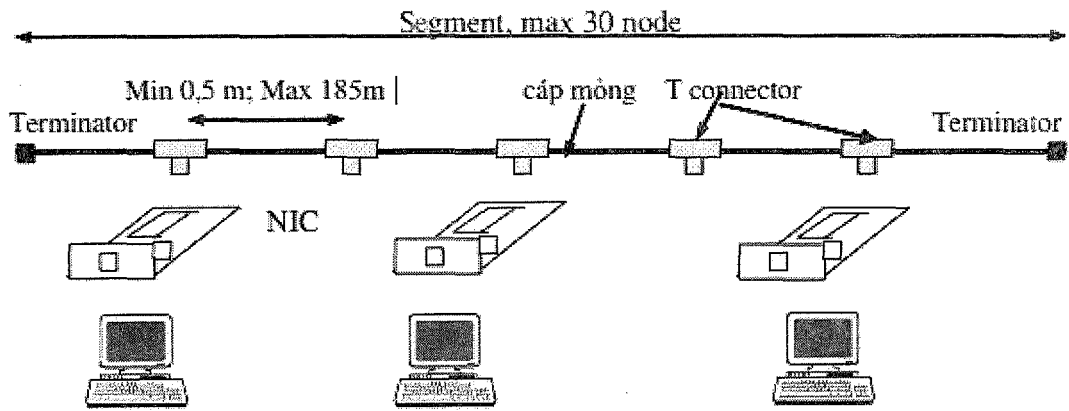 Segment, max 30 node
Min 0,5 m; Max 185m |
cáp mỏng
T connector
Terminator
Terminator
NIC